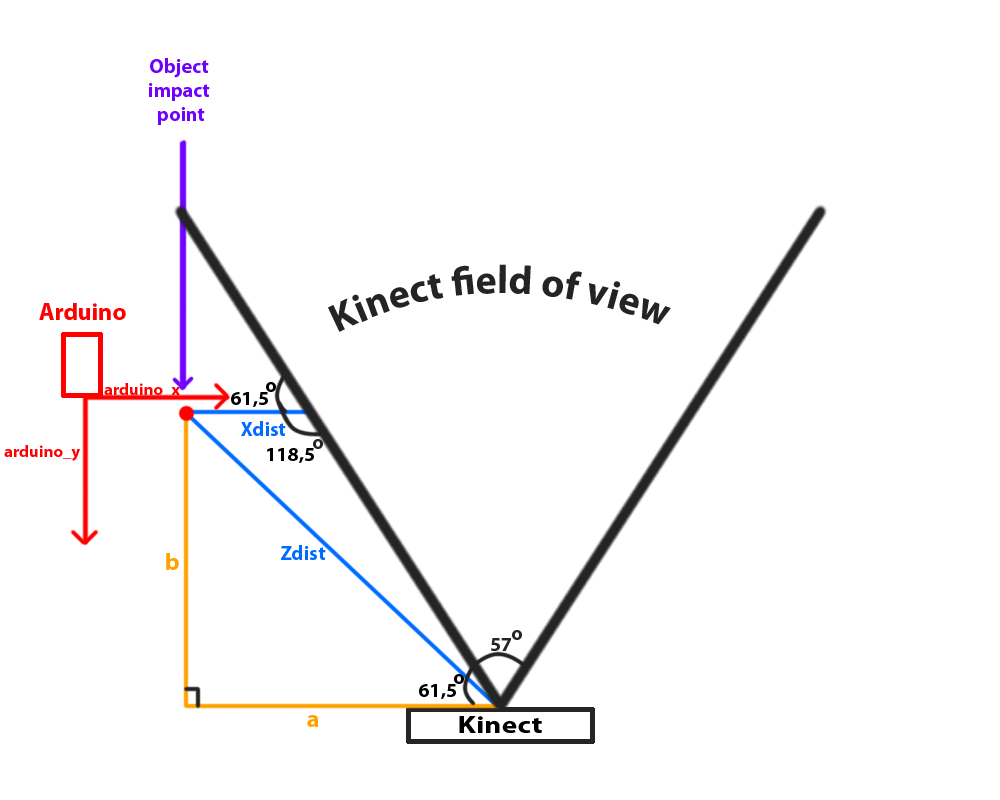 Object
impact
point
Kinect field of view
Arduino
arduino_x
61,5°
Xdist
118,5°
arduino_y
Zdist
b
57°
61,5°
a
Kinect